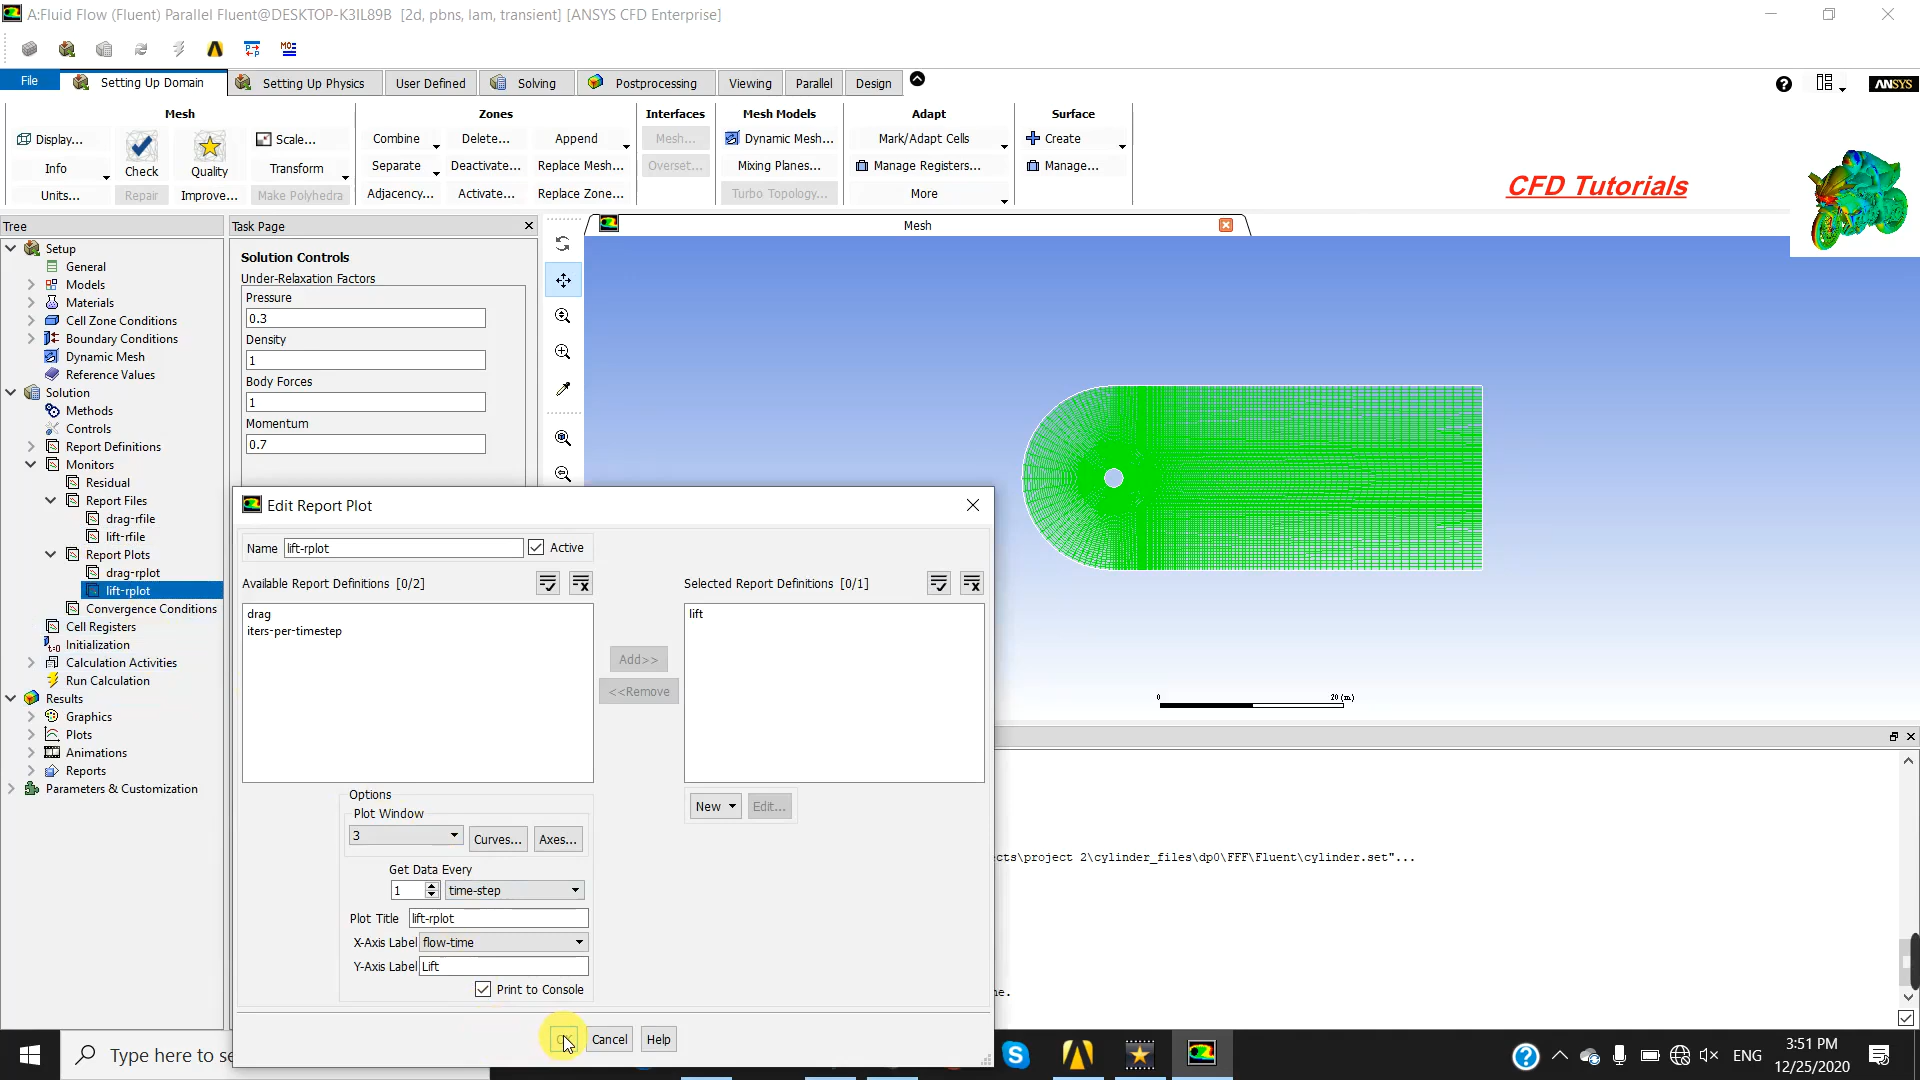 A:Fluid Flow (Fluent) Parallel Fluent@DESKTOP-K3IL89B [2d, pbns, lam, transient] [ANSYS CFD Enterprise]
File
Setting Up Domain
Setting Up Physics
User Defined
Solving
Postprocessing
Viewing
Parallel
Design
ANSYS
Mesh
Zones
Interfaces
Mesh Models
Adapt
Surface
Display...
Info
Units...
Check
Repair
Quality
Improve...
Scale...
Transform
Make Polyhedra
Combine
Separate
Adjacency...
Delete...
Deactivate...
Activate...
Append
Replace Mesh...
Replace Zone...
Mesh...
Overset...
Dynamic Mesh...
Mixing Planes...
Turbo Topology...
Mark/Adapt Cells
Manage Registers...
More
Create
Manage...
CFD Tutorials
Tree
Setup
General
Models
Materials
Cell Zone Conditions
Boundary Conditions
Dynamic Mesh
Reference Values
Solution
Methods
Controls
Report Definitions
Monitors
Residual
Report Files
drag-rfile
lift-rfile
Report Plots
drag-rplot
lift-rplot
Convergence Conditions
Cell Registers
Initialization
Calculation Activities
Run Calculation
Results
Graphics
Plots
Animations
Reports
Parameters & Customization
Task Page
Solution Controls
Under-Relaxation Factors
Pressure
0.3
Density
1
Body Forces
1
Momentum
0.7
Mesh
0
20 (m)
Edit Report Plot
Name lift-rplot Active
Available Report Definitions [0/2]
drag
iters-per-timestep
Add>>
<<Remove
Selected Report Definitions [0/1]
lift
New
Edit...
Options
Plot Window
3
Curves...
Axes...
Get Data Every
1 time-step
Plot Title lift-rplot
X-Axis Label flow-time
Y-Axis Label Lift
Print to Console
Cancel
Help
cts\project 2\cylinder_files\dp0\FFF\Fluent\cylinder.set"...
ne.
Type here to se
ENG
3:51 PM
12/25/2020